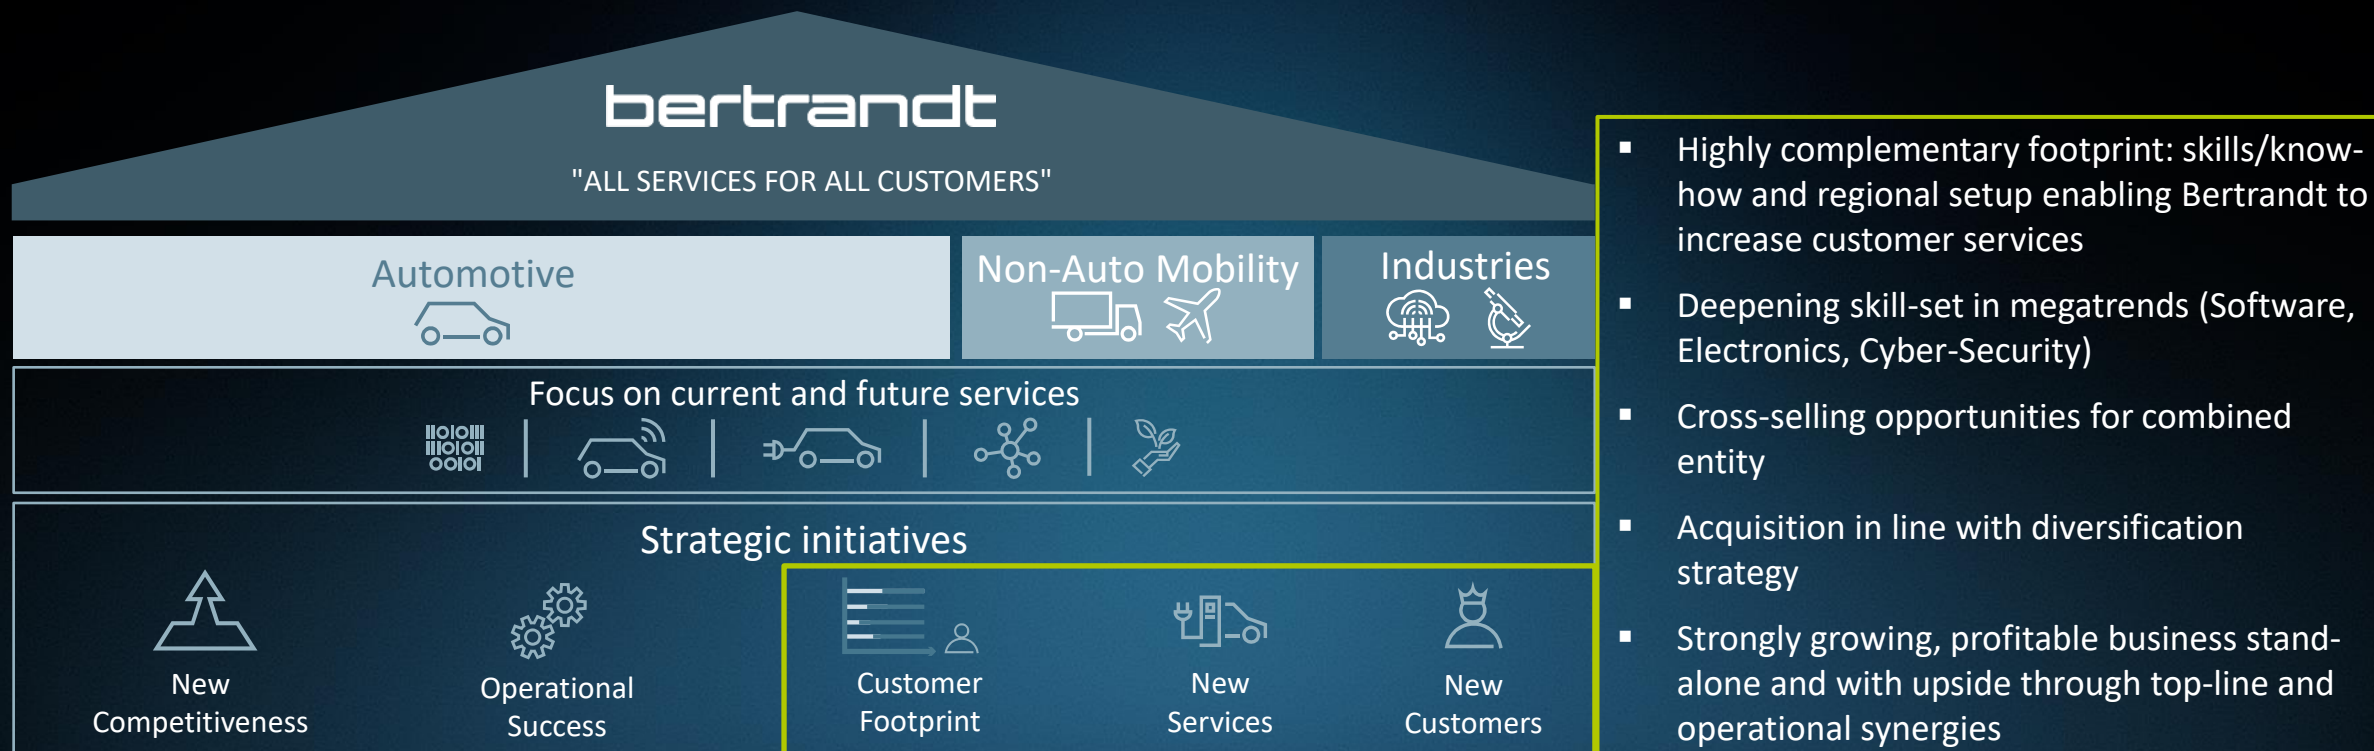 bertrandt
"ALL SERVICES FOR ALL CUSTOMERS"
Automotive
Non-Auto Mobility
Industries
Focus on current and future services
Strategic initiatives
New
Competitiveness
Operational
Success
Customer
Footprint
New
Services
New
Customers
▪ Highly complementary footprint: skills/know-
how and regional setup enabling Bertrandt to
increase customer services
▪ Deepening skill-set in megatrends (Software,
Electronics, Cyber-Security)
▪ Cross-selling opportunities for combined
entity
▪ Acquisition in line with diversification
strategy
▪ Strongly growing, profitable business stand-
alone and with upside through top-line and
operational synergies